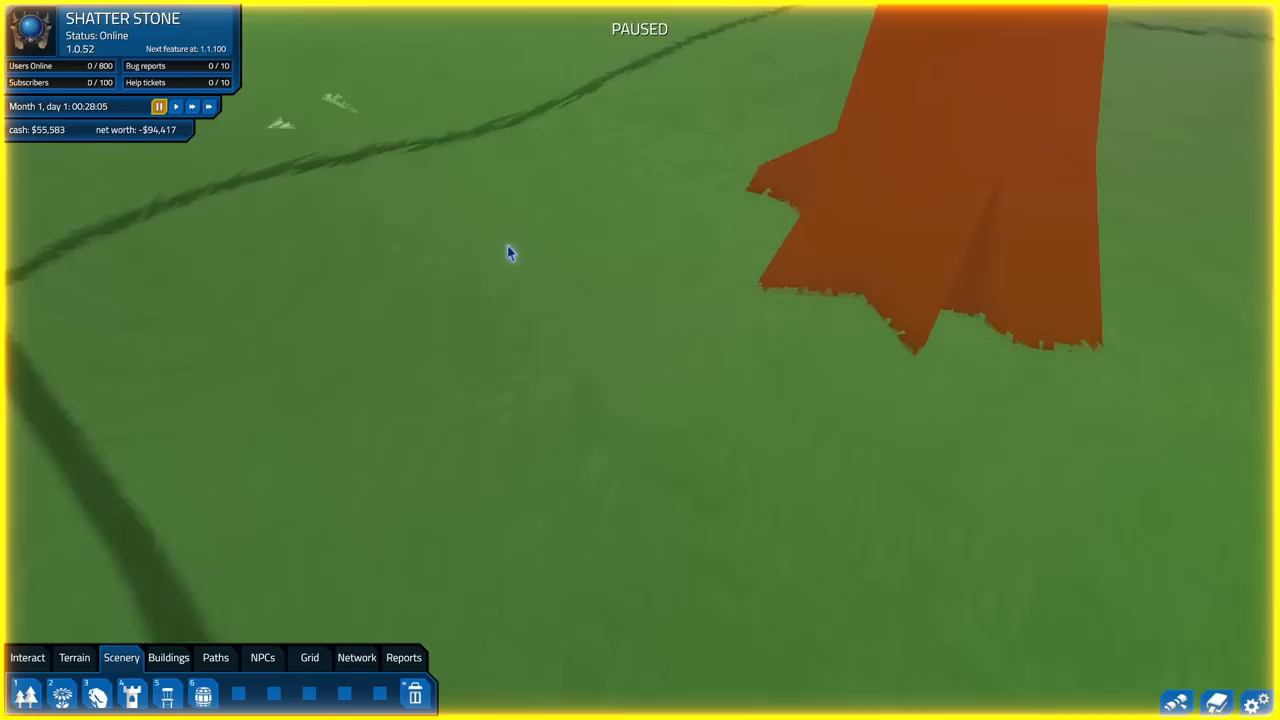 SHATTER STONE
Status: Online
1.0.52 Next feature at: 1.1.100
Users Online 0 / 800 Bug reports 0 / 10
Subscribers 0 / 100 Help tickets 0 / 10
Month 1, day 1: 00:28:05
cash: $55,583 net worth: -$94,417
PAUSED
Interact Terrain Scenery Buildings Paths NPCs Grid Network Reports
1 2 3 4 5 6 =